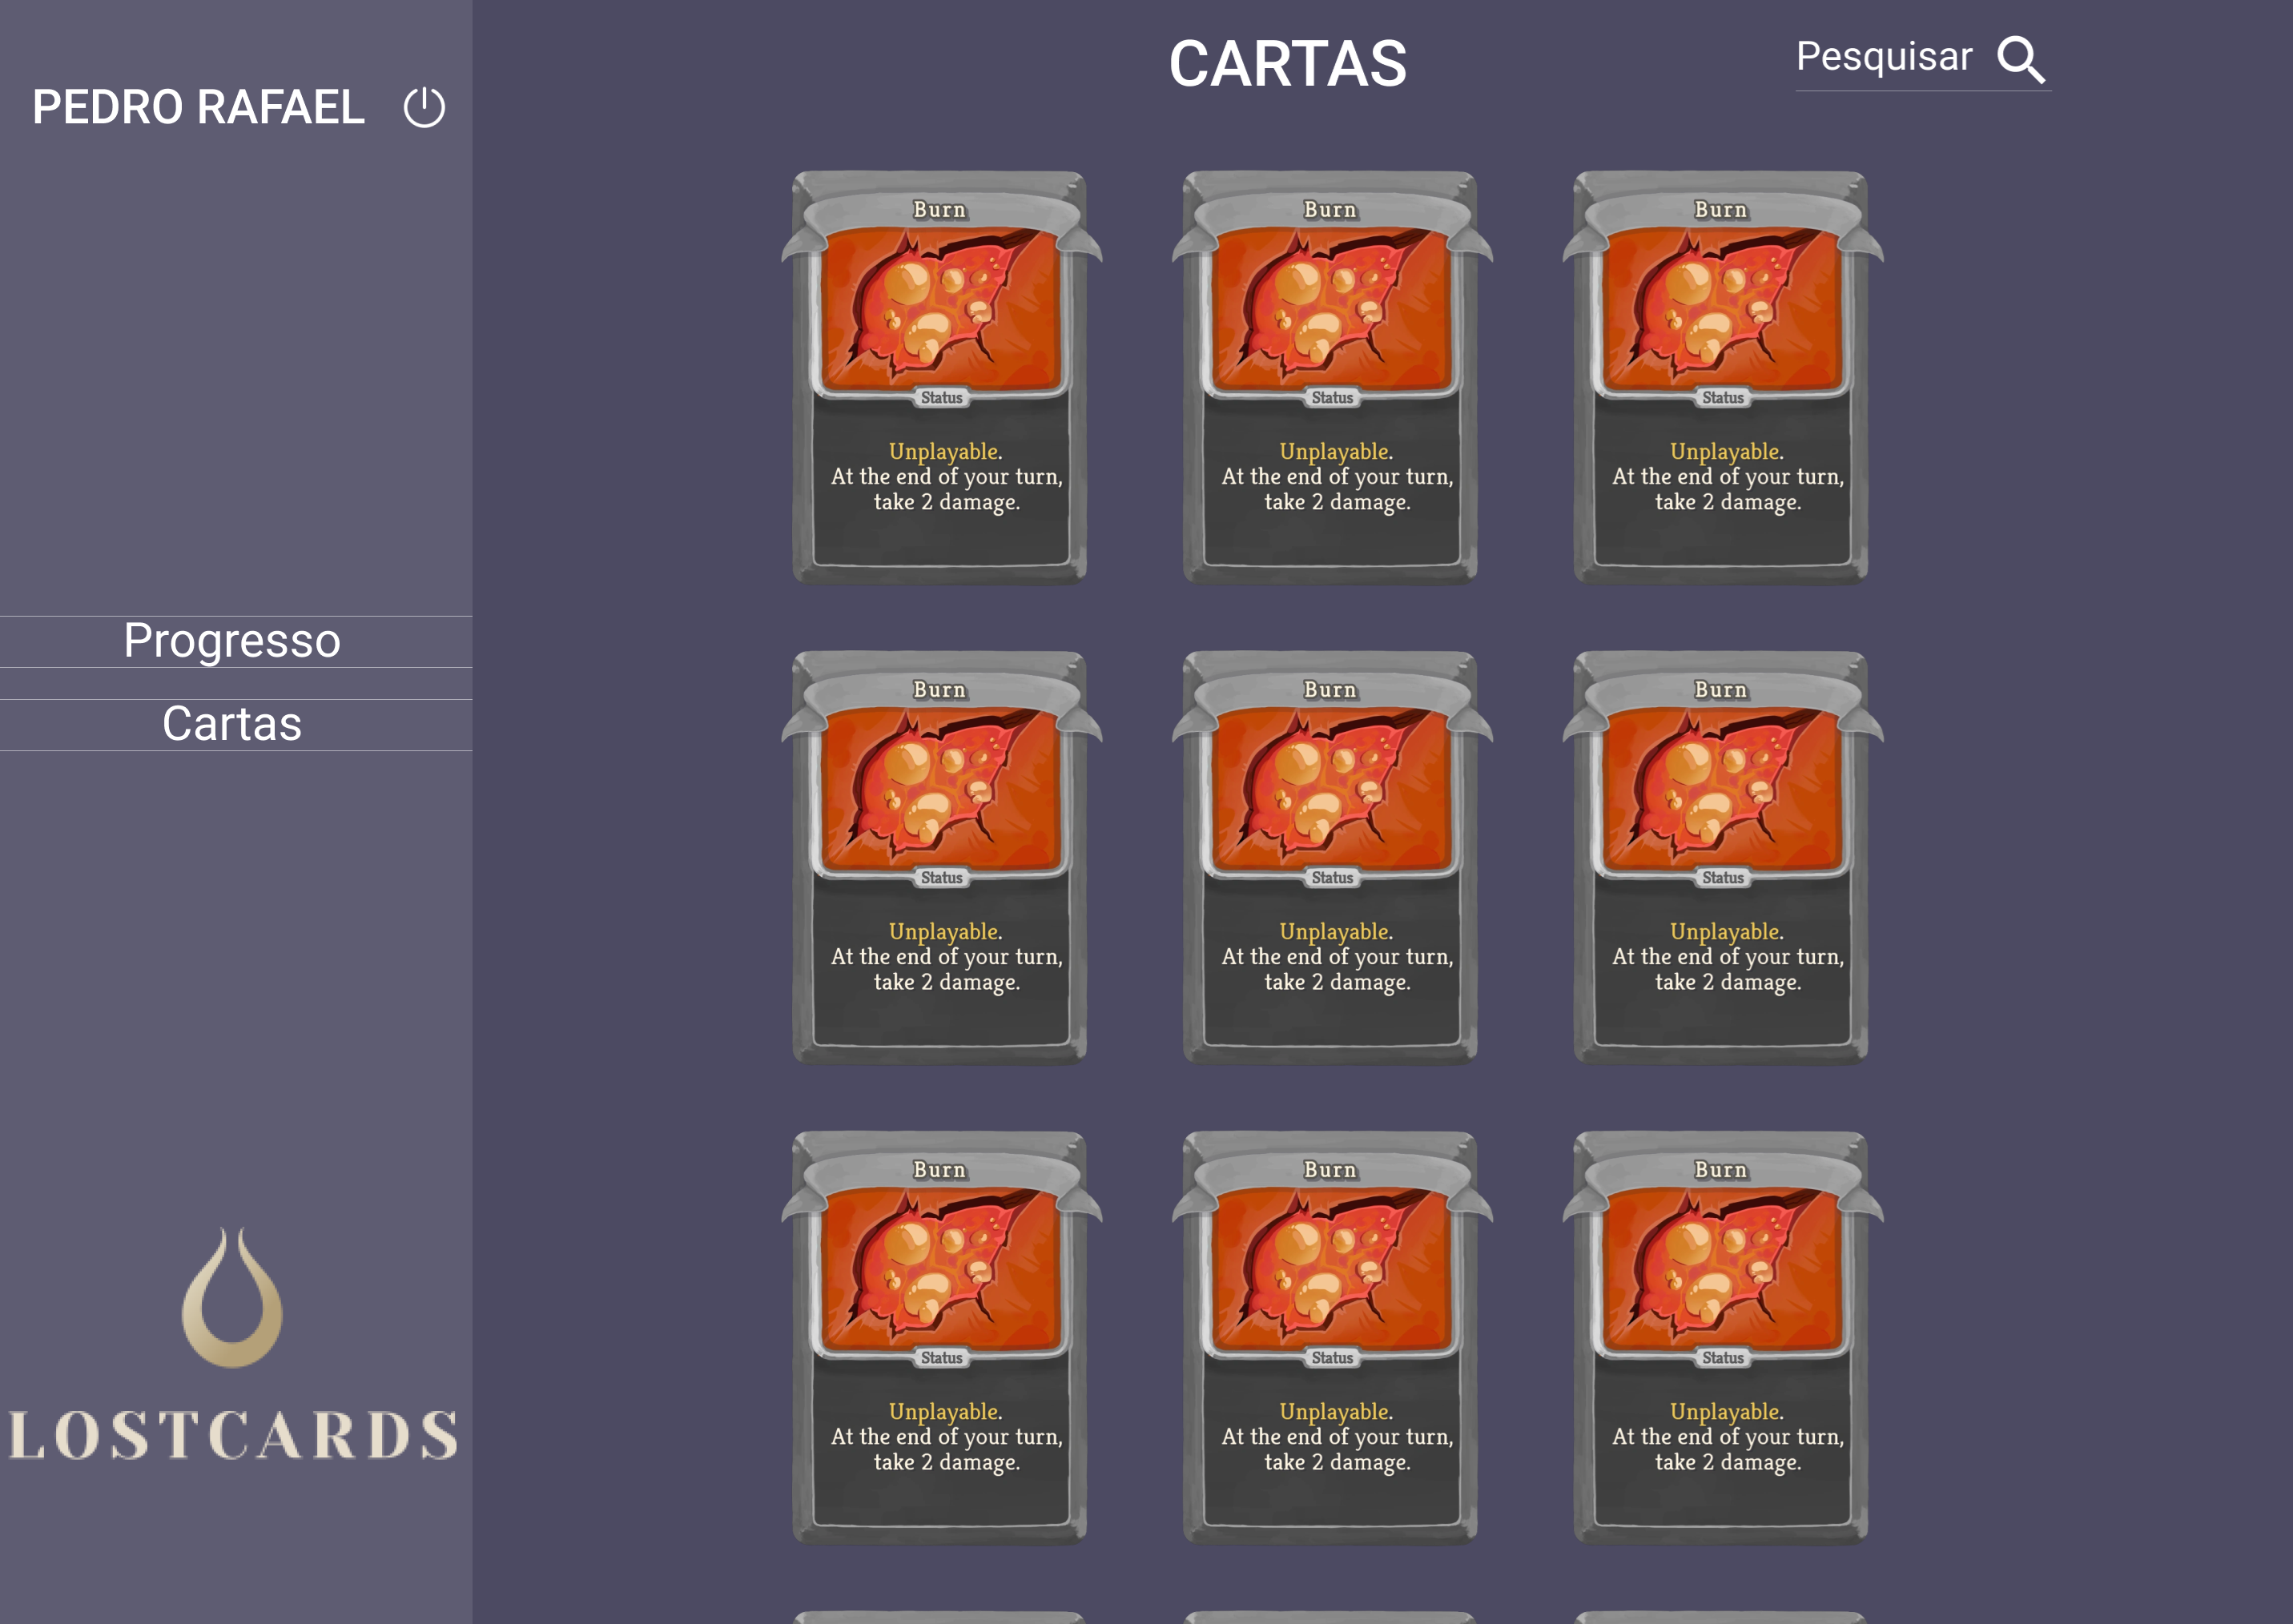 PEDRO RAFAEL
Progresso
Cartas
LOSTCARDS
CARTAS
Pesquisar
Burn
Status
Unplayable.
At the end of your turn,
take 2 damage.
Burn
Status
Unplayable.
At the end of your turn,
take 2 damage.
Burn
Status
Unplayable.
At the end of your turn,
take 2 damage.
Burn
Status
Unplayable.
At the end of your turn,
take 2 damage.
Burn
Status
Unplayable.
At the end of your turn,
take 2 damage.
Burn
Status
Unplayable.
At the end of your turn,
take 2 damage.
Burn
Status
Unplayable.
At the end of your turn,
take 2 damage.
Burn
Status
Unplayable.
At the end of your turn,
take 2 damage.
Burn
Status
Unplayable.
At the end of your turn,
take 2 damage.